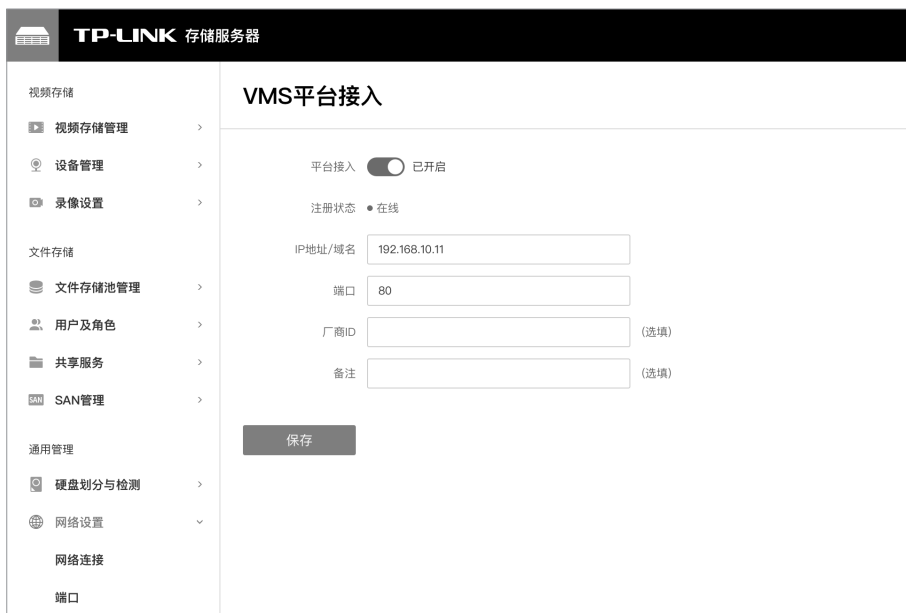 TP-LINK 存储服务器
视频存储
视频存储管理
设备管理
录像设置
文件存储
文件存储池管理
用户及角色
共享服务
SAN SAN管理
通用管理
硬盘划分与检测
网络设置
网络连接
端口
VMS平台接入
平台接入 已开启
注册状态 在线
IP地址/域名 192.168.10.11
端口 80
厂商ID (选填)
备注 (选填)
保存